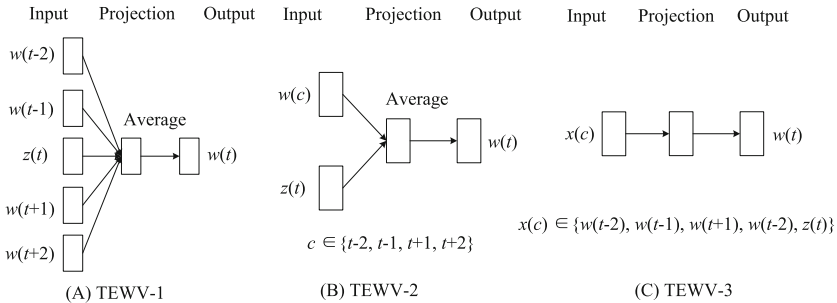 Input Projection Output
w(t-2)
w(t-1)
z(t)
w(t+1)
w(t+2)
Average
w(t)
(A) TEWV-1
Input Projection Output
w(c)
z(t)
Average
w(t)
c ∈ {t-2, t-1, t+1, t+2}
(B) TEWV-2
Input Projection Output
x(c)
w(t)
x(c) ∈ {w(t-2), w(t-1), w(t+1), w(t-2), z(t)}
(C) TEWV-3